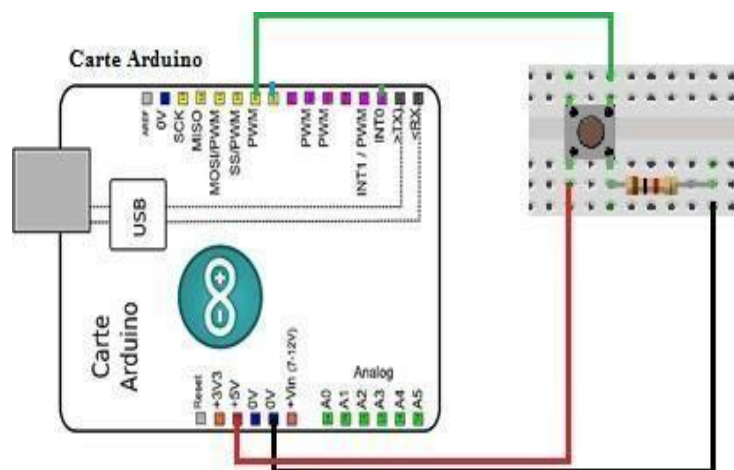 Carte Arduino
AREF
0V
SCK
MISO
MOSI/PWM
SS/PWM
PWM
PWM
PWM
INT1 / PWM
INT0
≥TX)
≤RX
USB
Carte
Arduino
Analog
Reset
+3V3
+5V
0V
0V
+Vin (7-12V)
A0
A1
A2
A3
A4
A5